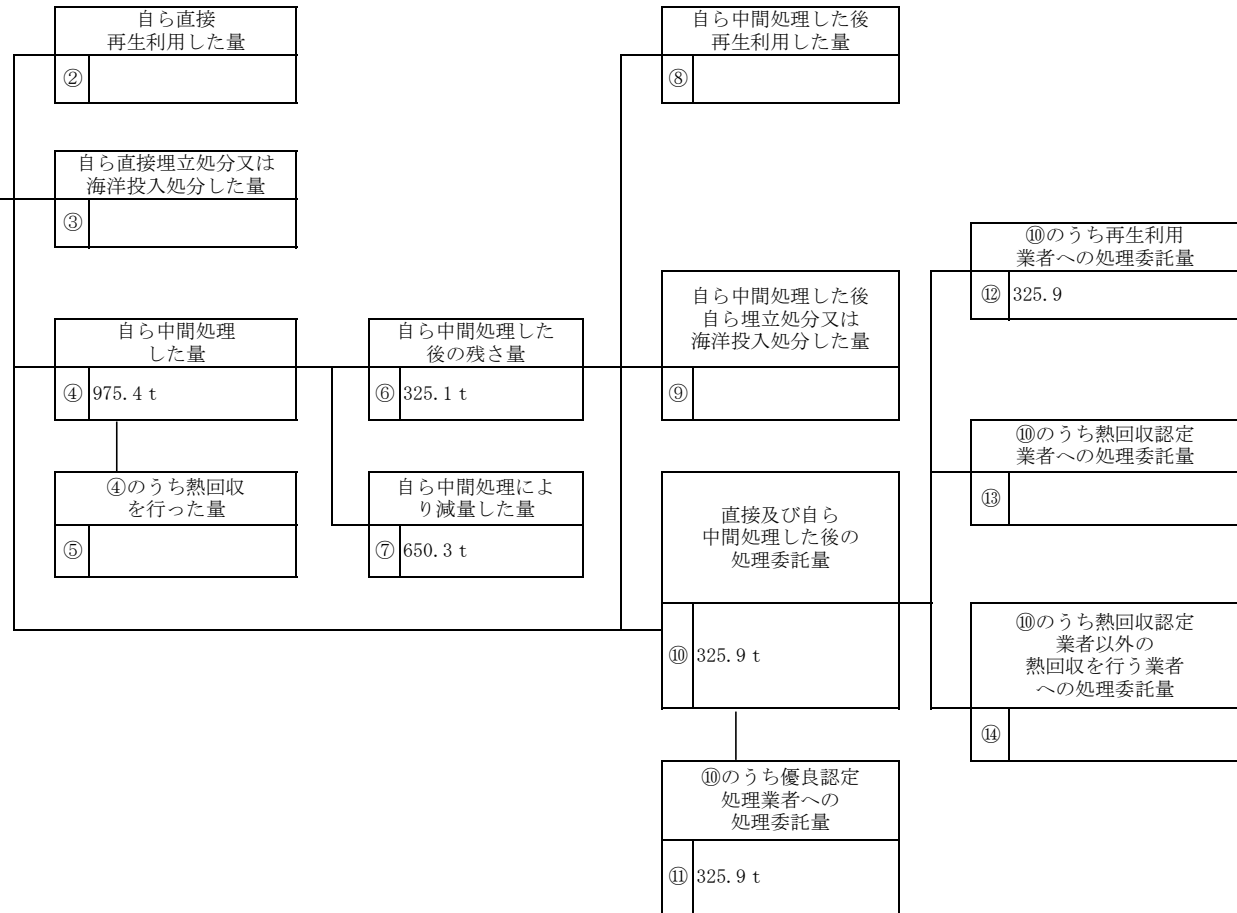 自ら直接
再生利用した量
②
自ら直接埋立処分又は
海洋投入処分した量
③
自ら中間処理
した量
④ 975.4 t
④のうち熱回収
を行った量
⑤
自ら中間処理した
後の残さ量
⑥ 325.1 t
自ら中間処理によ
り減量した量
⑦ 650.3 t
自ら中間処理した後
再生利用した量
⑧
自ら中間処理した後
自ら埋立処分又は
海洋投入処分した量
⑨
直接及び自ら
中間処理した後の
処理委託量
⑩ 325.9 t
⑩のうち優良認定
処理業者への
処理委託量
⑪ 325.9 t
⑩のうち再生利用
業者への処理委託量
⑫ 325.9
⑩のうち熱回収認定
業者への処理委託量
⑬
⑩のうち熱回収認定
業者以外の
熱回収を行う業者
への処理委託量
⑭